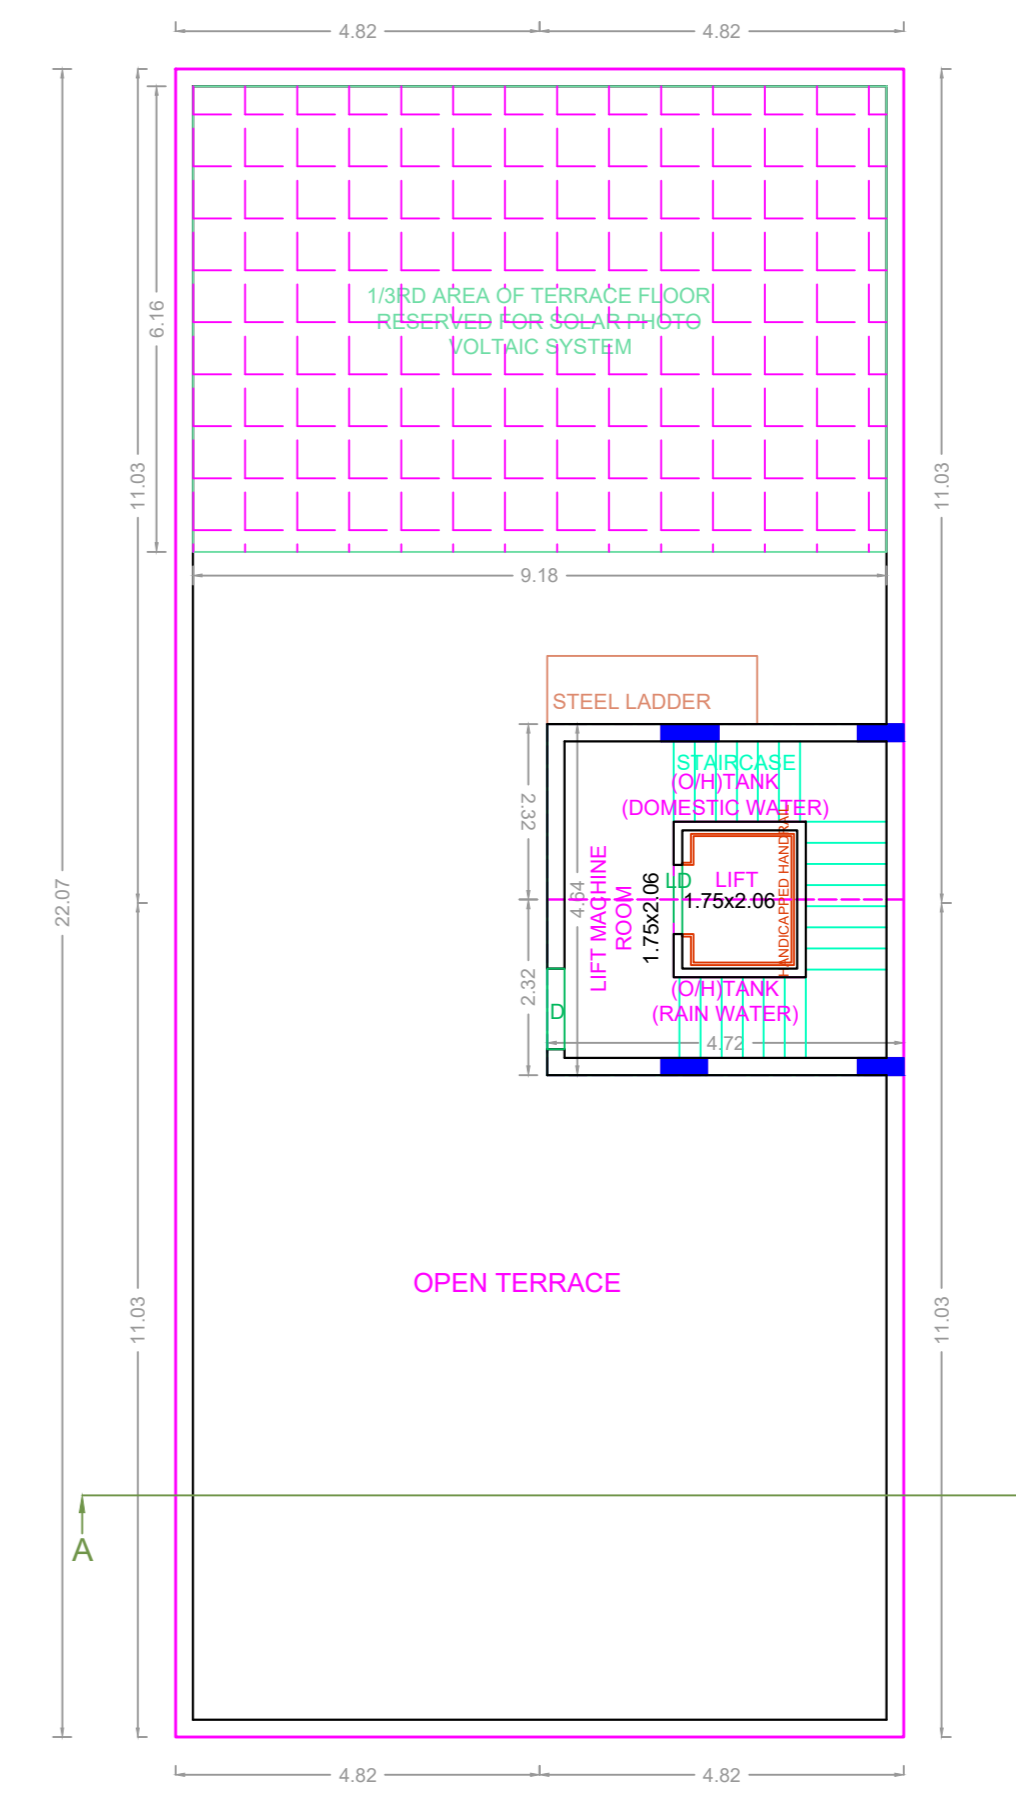 4.82
4.82
1/3RD AREA OF TERRACE FLOOR
RESERVED FOR SOLAR PHOTO
VOLTAIC SYSTEM
6.16
11.03
11.03
9.18
STEEL LADDER
STAIRCASE
(O/H)TANK
(DOMESTIC WATER)
2.32
22.07
4.64
LIFT MACHINE
ROOM
1.75x2.06
LD
LIFT
1.75x2.06
HANDICAPPED HANDRAIL
2.32
(O/H)TANK
(RAIN WATER)
D
4.72
OPEN TERRACE
11.03
11.03
A
4.82
4.82